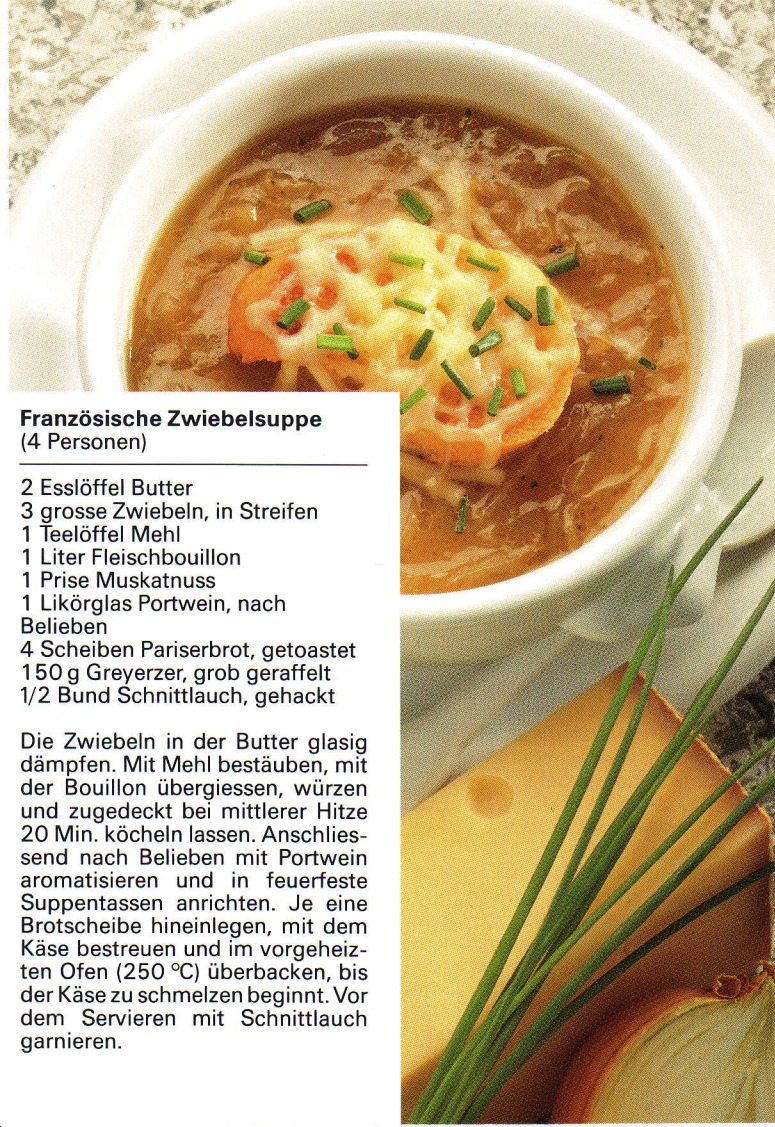 Französische Zwiebelsuppe
(4 Personen)
2 Esslöffel Butter
3 grosse Zwiebeln, in Streifen
1 Teelöffel Mehl
1 Liter Fleischbouillon
1 Prise Muskatnuss
1 Likörglas Portwein, nach
Belieben
4 Scheiben Pariserbrot, getoastet
150 g Greyerzer, grob geraffelt
1/2 Bund Schnittlauch, gehackt
Die Zwiebeln in der Butter glasig
dämpfen. Mit Mehl bestäuben, mit
der Bouillon übergiessen, würzen
und zugedeckt bei mittlerer Hitze
20 Min. köcheln lassen. Anschlies-
send nach Belieben mit Portwein
aromatisieren und in feuerfeste
Suppentassen anrichten. Je eine
Brotscheibe hineinlegen, mit dem
Käse bestreuen und im vorgeheiz-
ten Ofen (250 °C) überbacken, bis
der Käse zu schmelzen beginnt. Vor
dem Servieren mit Schnittlauch
garnieren.